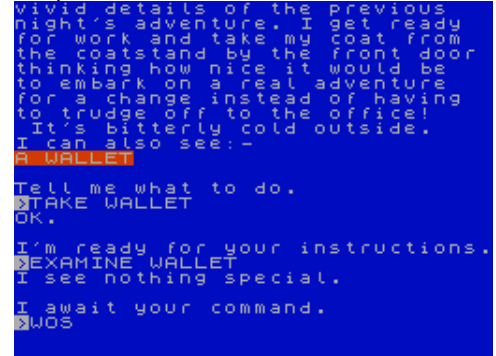 vivid details of the previous
night's adventure. I get ready
for work and take my coat from
the coatstand by the front door
thinking how nice it would be
to embark on a real adventure
for a change instead of having
to trudge off to the office!
It's bitterly cold outside.
I can also see:-
A WALLET
Tell me what to do.
>TAKE WALLET
OK.
I'm ready for your instructions.
>EXAMINE WALLET
I see nothing special.
I await your command.
>WOS